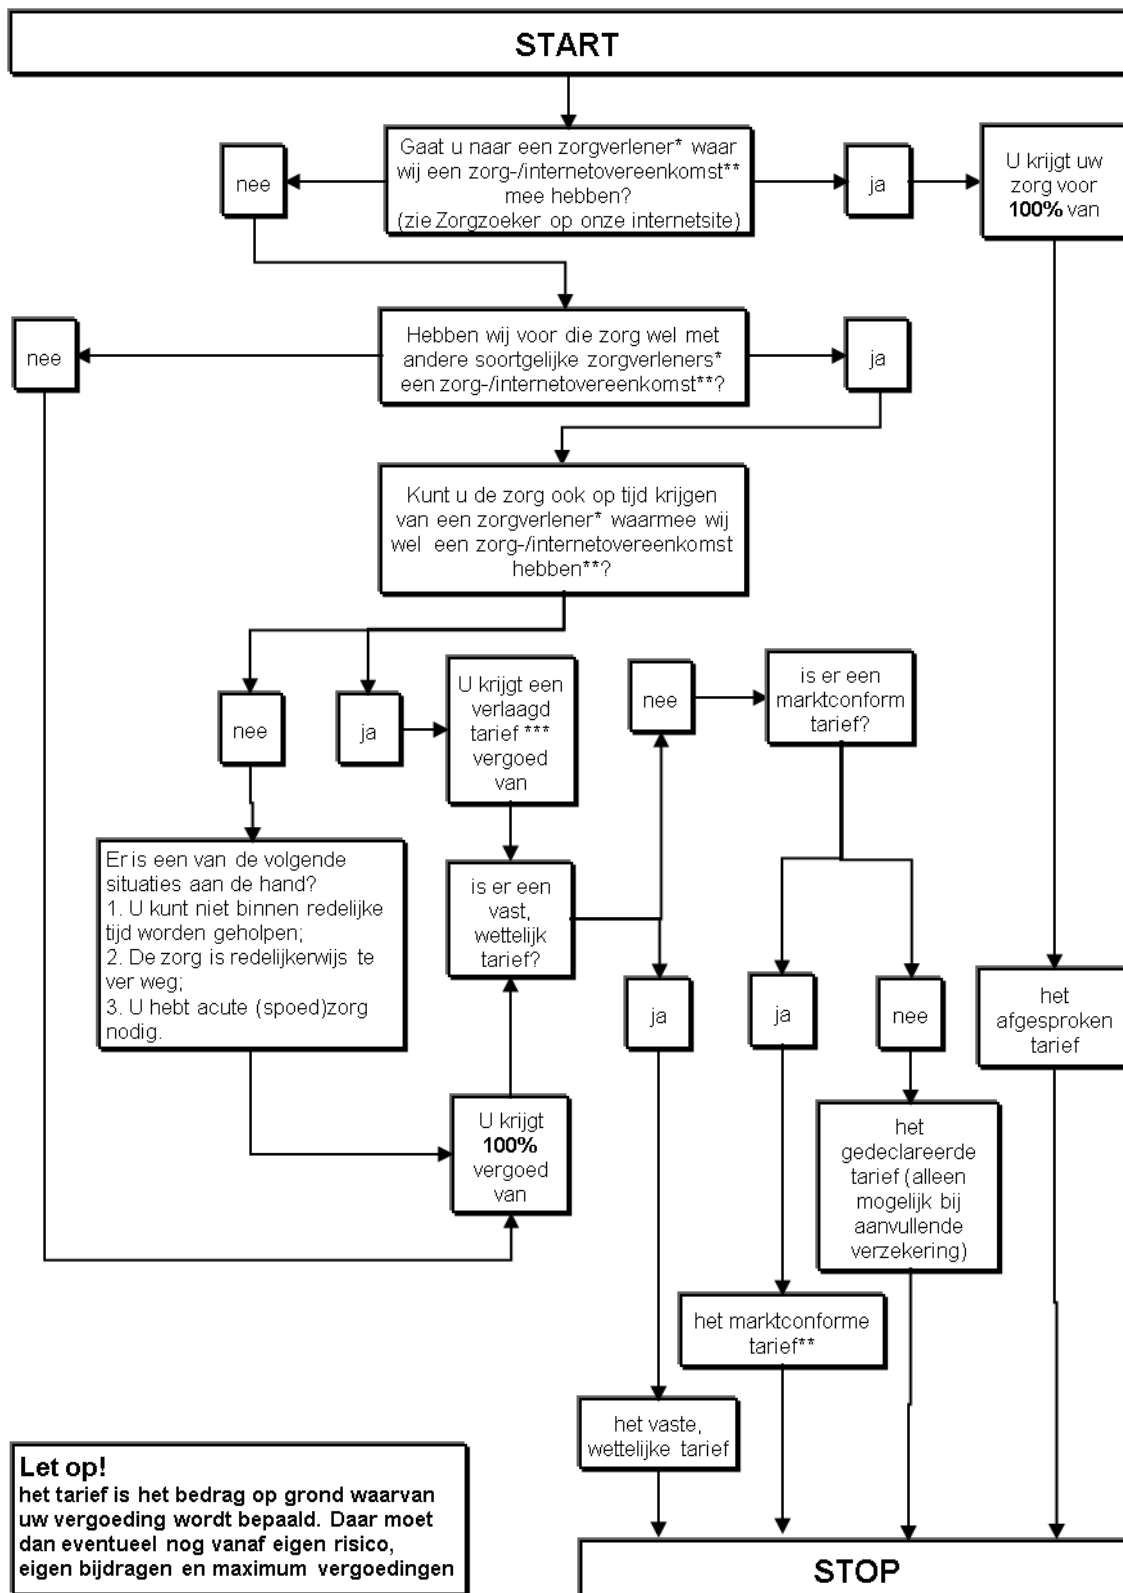 START
Gaat u naar een zorgverlener* waar
wij een zorg-/internetovereenkomst**
mee hebben?
(zie Zorgzoeker op onze internetsite)
nee
ja
U krijgt uw
zorg voor
100% van
nee
Hebben wij voor die zorg wel met
andere soortgelijke zorgverleners*
een zorg-/internetovereenkomst**?
ja
Kunt u de zorg ook op tijd krijgen
van een zorgverlener* waarmee wij
wel een zorg-/internetovereenkomst
hebben**?
nee
ja
U krijgt een
verlaagd
tarief ***
vergoed
van
nee
is er een
marktconform
tarief?
Er is een van de volgende
situaties aan de hand?
1. U kunt niet binnen redelijke
tijd worden geholpen;
2. De zorg is redelijkerwijs te
ver weg;
3. U hebt acute (spoed)zorg
nodig.
is er een
vast,
wettelijk
tarief?
ja
ja
nee
het
afgesproken
tarief
U krijgt
100%
vergoed
van
het
gedeclareerde
tarief (alleen
mogelijk bij
aanvullende
verzekering)
het marktconforme
tarief**
het vaste,
wettelijke tarief
Let op!
het tarief is het bedrag op grond waarvan
uw vergoeding wordt bepaald. Daar moet
dan eventueel nog vanaf eigen risico,
eigen bijdragen en maximum vergoedingen
STOP